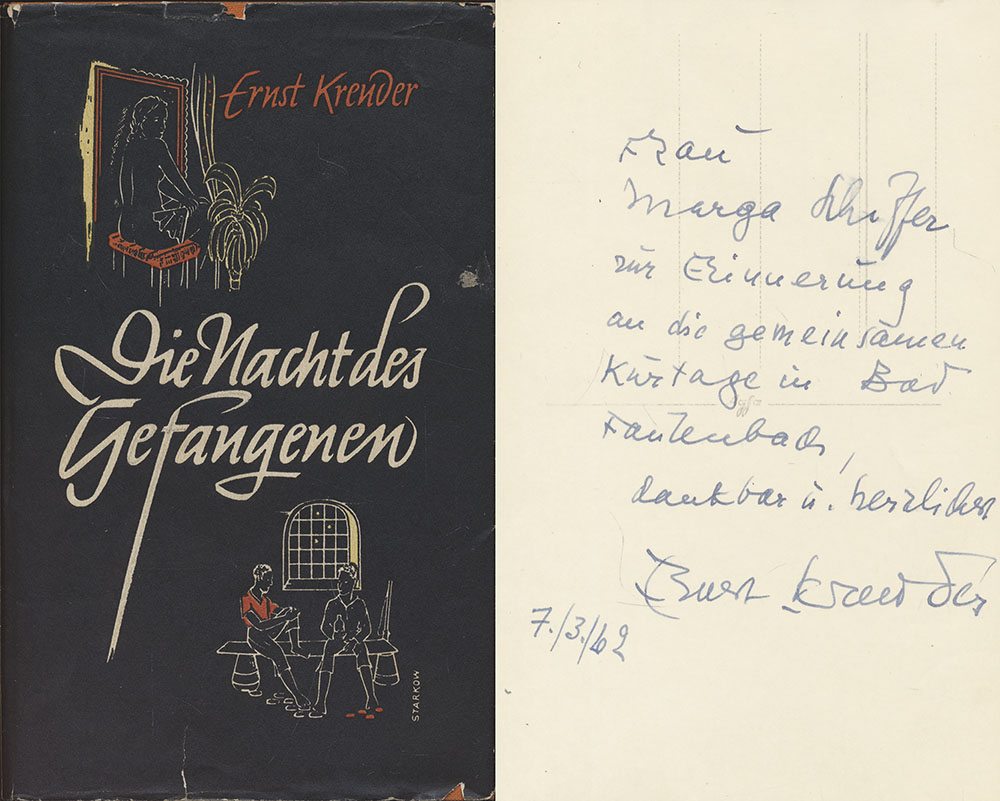 Ernst Kreuder
Die Nacht des
Gefangenen
STARKOW
Frau
Marga Schiffer
zur Erinnerung
an die gemeinsamen
Kurtage in Bad
dankbar u. herzlichst
Ernst Kreuder
7./3./62